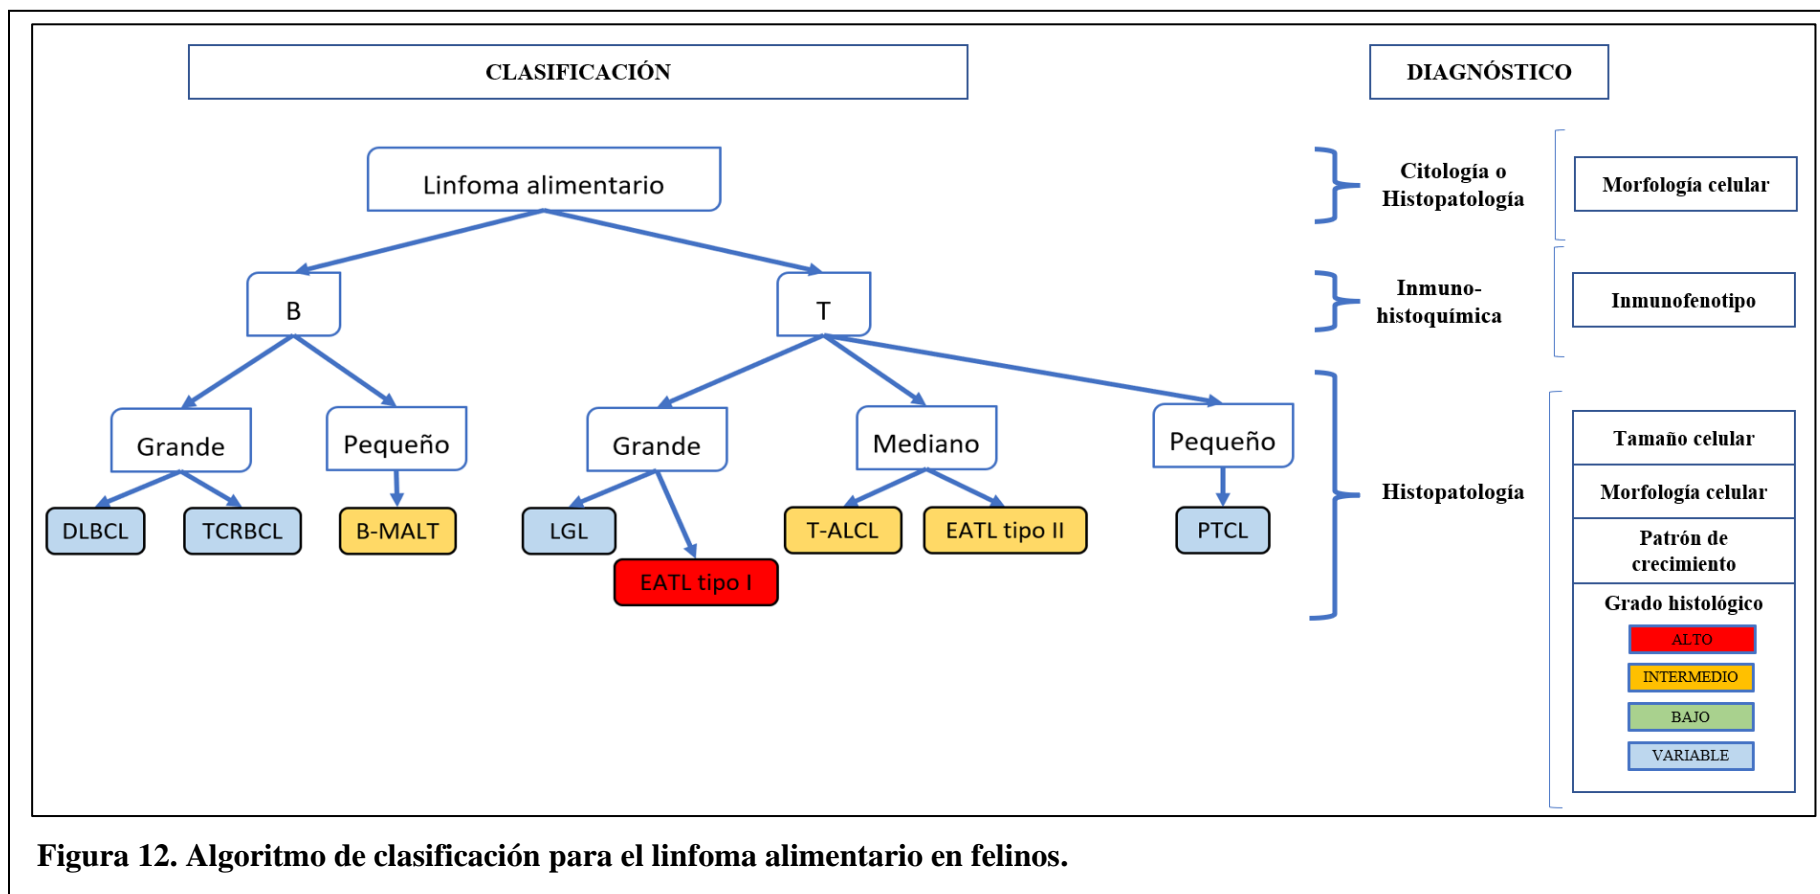 CLASIFICACIÓN
DIAGNÓSTICO
Linfoma alimentario
Citología o
Histopatología
Morfología celular
B
T
Inmuno-
histoquímica
Inmunofenotipo
Grande
Pequeño
Grande
Mediano
Pequeño
DLBCL
TCRBCL
B-MALT
LGL
EATL tipo I
T-ALCL
EATL tipo II
PTCL
Histopatología
Tamaño celular
Morfología celular
Patrón de
crecimiento
Grado histológico
ALTO
INTERMEDIO
BAJO
VARIABLE
Figura 12. Algoritmo de clasificación para el linfoma alimentario en felinos.